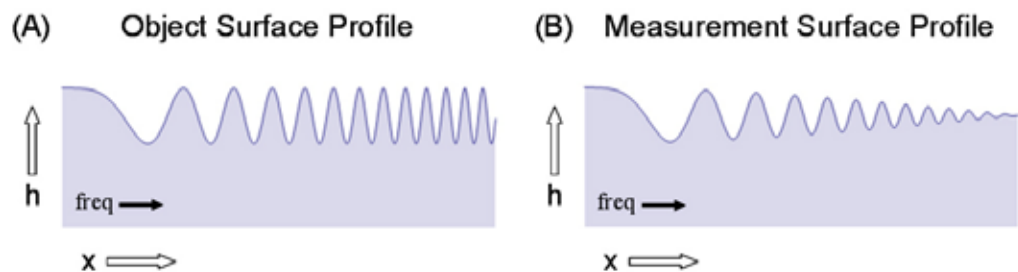 (A) Object Surface Profile
(B) Measurement Surface Profile
h
freq
x
h
freq
x